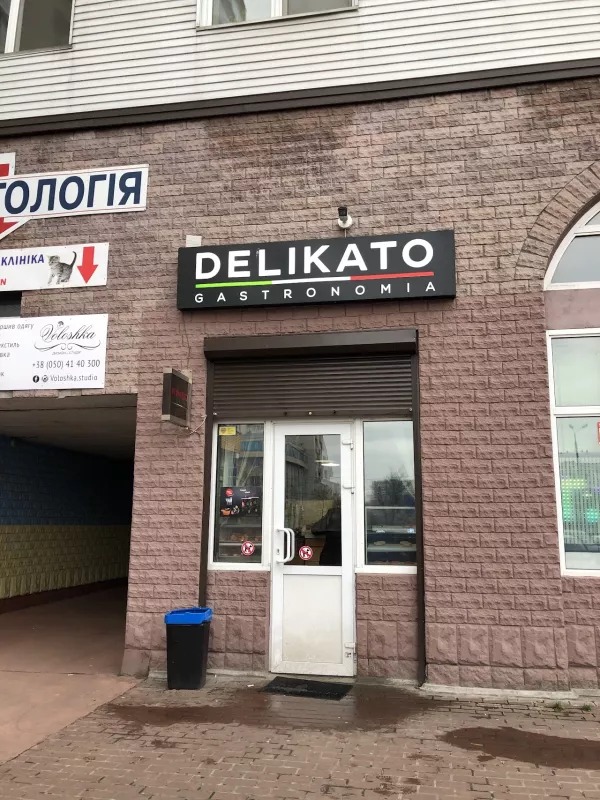 ТОЛОГІЯ
КЛІНІКА
DELIKATO
GASTRONOMIA
Voloshka
+38 (050) 41 40 300
Voloshka.studio